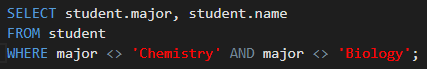 SELECT student.major, student.name
FROM student
WHERE major <> 'Chemistry' AND major <> 'Biology';